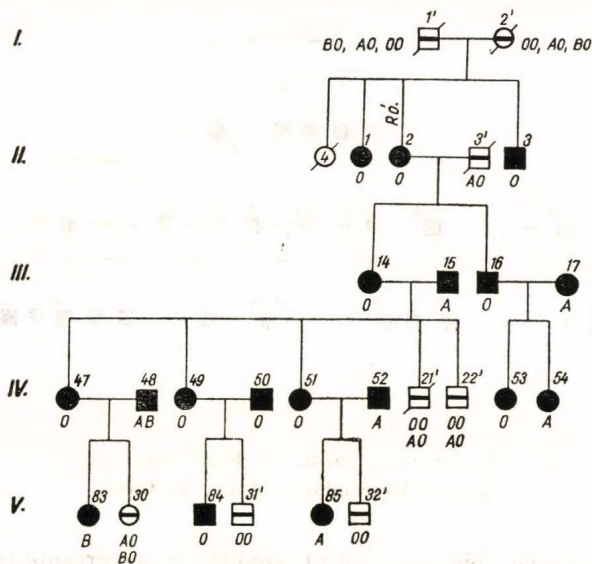 I. 1' 2'
BO, AO, OO OO, AO, BO
RÓ.
II. 4 1 2 3' 3
O O AO O
III. 14 15 16 17
O A O A
IV. 47 48 49 50 51 52 21' 22' 53 54
O AB O O O A OO OO O A
AO AO
V. 83 30 84 31' 85 32'
B AO O OO A OO
BO